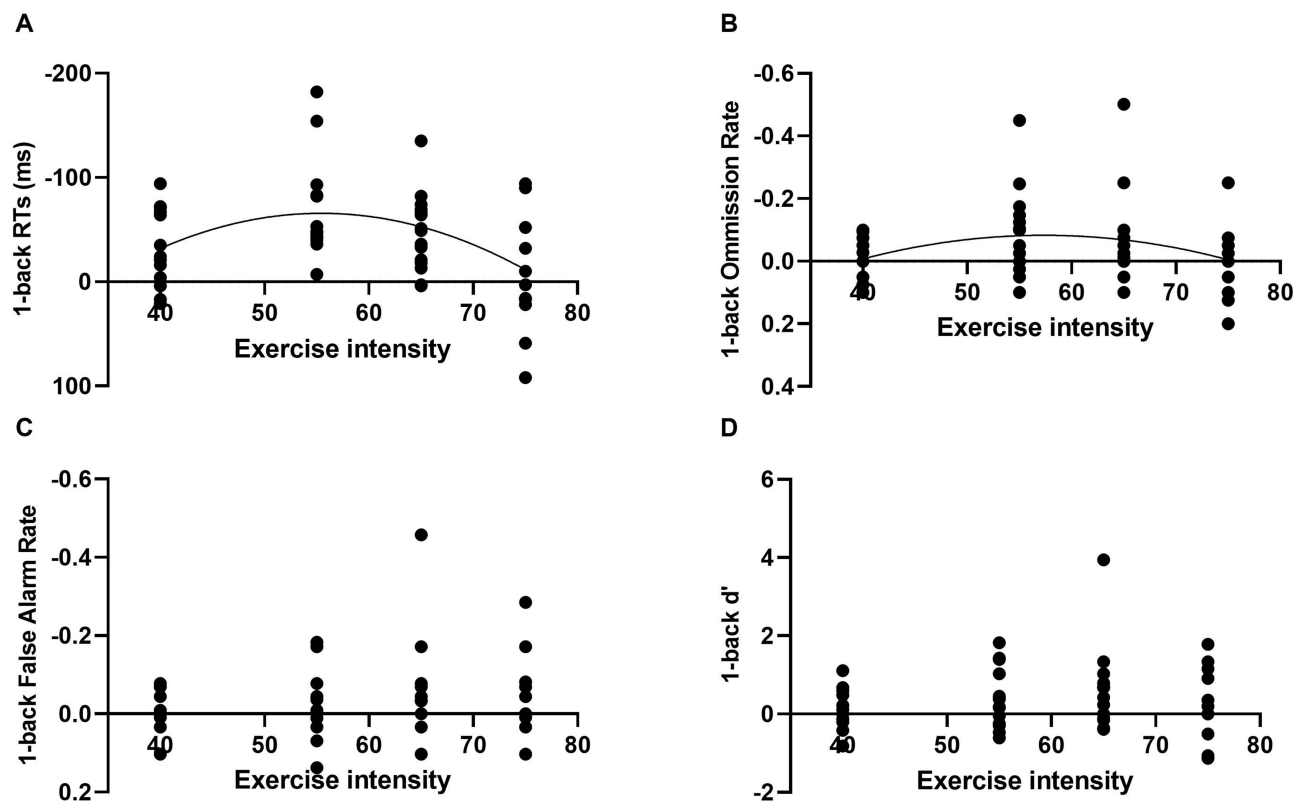 A
1-back RTs (ms)
-200
-100
0
100
40 50 60 70 80
Exercise intensity
B
1-back Ommission Rate
-0.6
-0.4
-0.2
0.0
0.2
0.4
40 50 60 70 80
Exercise intensity
C
1-back False Alarm Rate
-0.6
-0.4
-0.2
0.0
0.2
40 50 60 70 80
Exercise intensity
D
1-back d'
6
4
2
0
-2
40 50 60 70 80
Exercise intensity